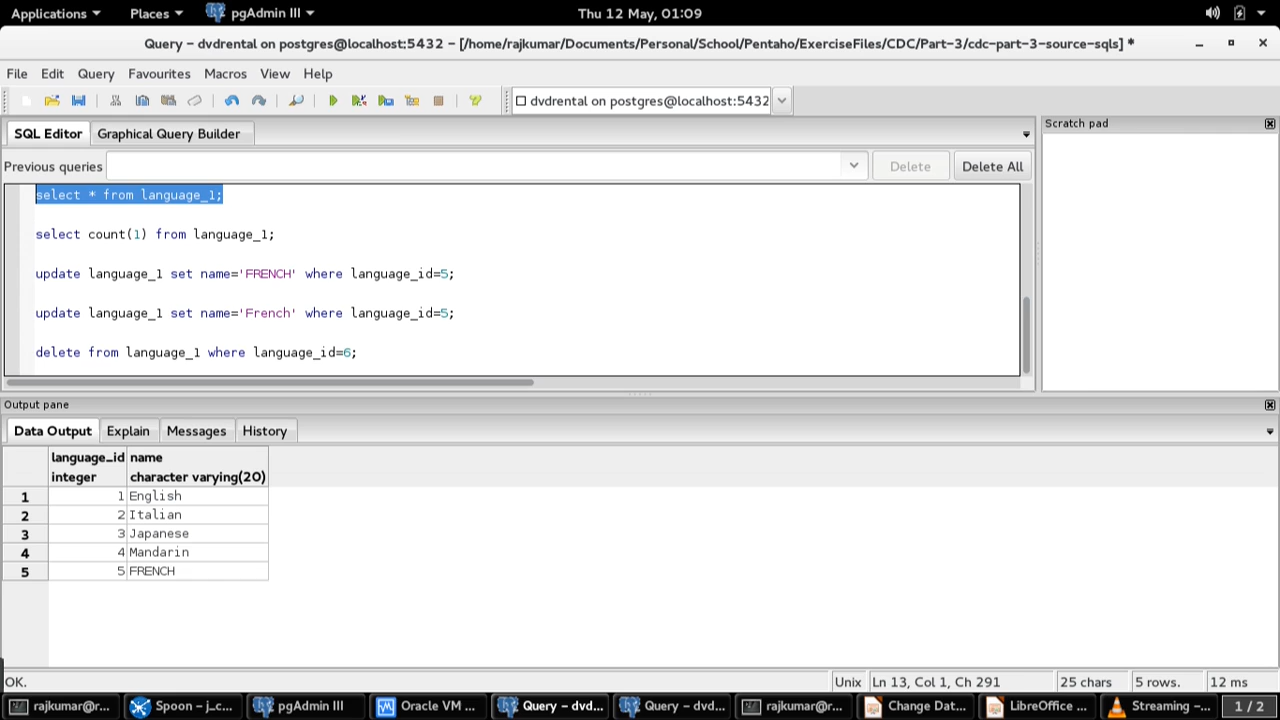 Applications Places pgAdmin III Thu 12 May, 01:09
Query - dvdrental on postgres@localhost:5432 - [/home/rajkumar/Documents/Personal/School/Pentaho/ExerciseFiles/CDC/Part-3/cdc-part-3-source-sqls] *
File Edit Query Favourites Macros View Help
dvdrental on postgres@localhost:5432
SQL Editor Graphical Query Builder Scratch pad
Previous queries Delete Delete All
select * from language_1;
select count(1) from language_1;
update language_1 set name='FRENCH' where language_id=5;
update language_1 set name='French' where language_id=5;
delete from language_1 where language_id=6;
Output pane
Data Output Explain Messages History
language_id name
integer character varying(20)
1 1 English
2 2 Italian
3 3 Japanese
4 4 Mandarin
5 5 FRENCH
OK. Unix Ln 13, Col 1, Ch 291 25 chars 5 rows. 12 ms
rajkumar@r... Spoon - j_c... pgAdmin III Oracle VM ... Query - dvd... Query - dvd... rajkumar@r... Change Dat... LibreOffice ... Streaming -... 1 / 2